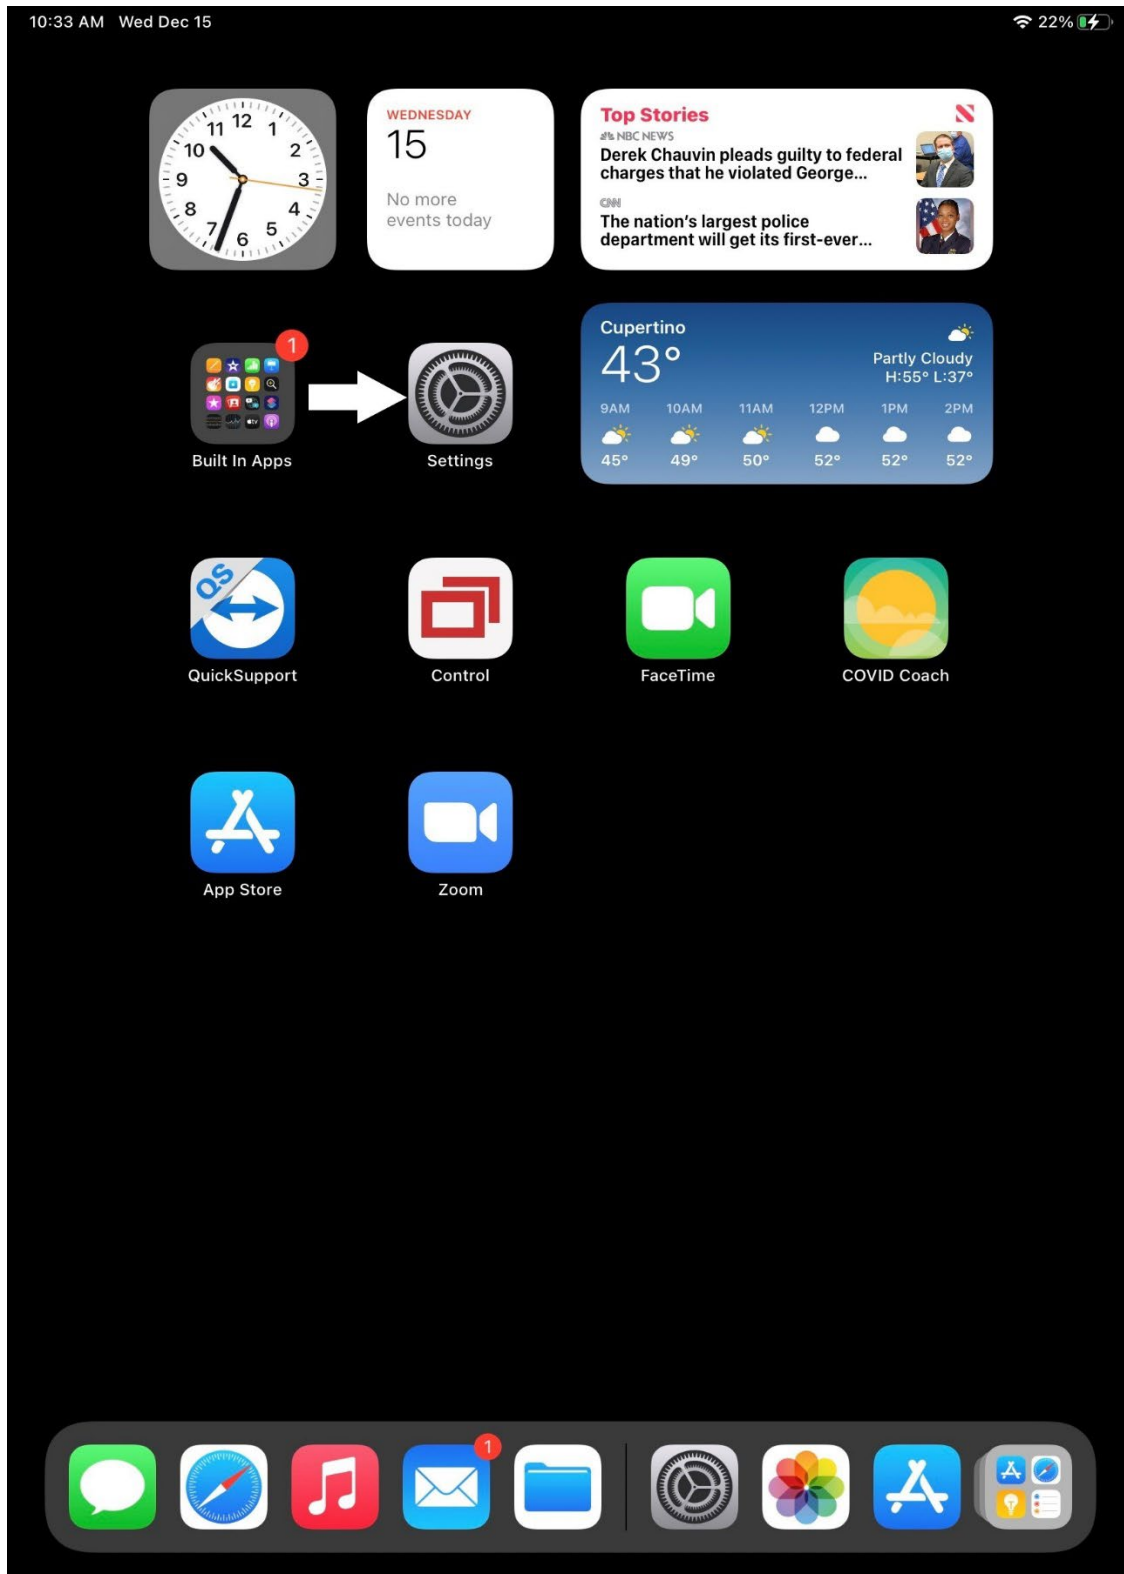 10:33 AM Wed Dec 15
22%
12
1
2
3
4
5
6
7
8
9
10
11
WEDNESDAY
15
No more
events today
Top Stories
NBC NEWS
Derek Chauvin pleads guilty to federal
charges that he violated George...
CNN
The nation's largest police
department will get its first-ever...
1
Built In Apps
Settings
Cupertino
43°
Partly Cloudy
H:55° L:37°
9AM 10AM 11AM 12PM 1PM 2PM
45° 49° 50° 52° 52° 52°
QS
QuickSupport
Control
FaceTime
COVID Coach
App Store
Zoom
1